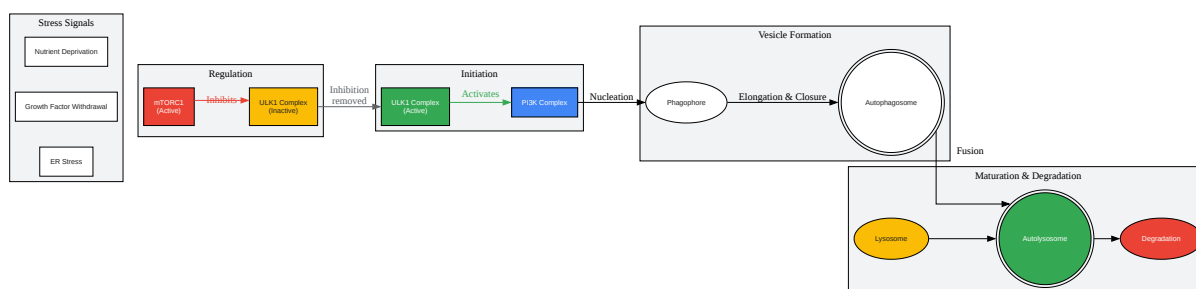 Stress Signals
Nutrient Deprivation
Growth Factor Withdrawal
ER Stress
Regulation
mTORC1
(Active)
Inhibits
ULK1 Complex
(Inactive)
Inhibition
removed
Initiation
ULK1 Complex
(Active)
Activates
PI3K Complex
Nucleation
Vesicle Formation
Phagophore
Elongation & Closure
Autophagosome
Fusion
Maturation & Degradation
Lysosome
Autolysosome
Degradation